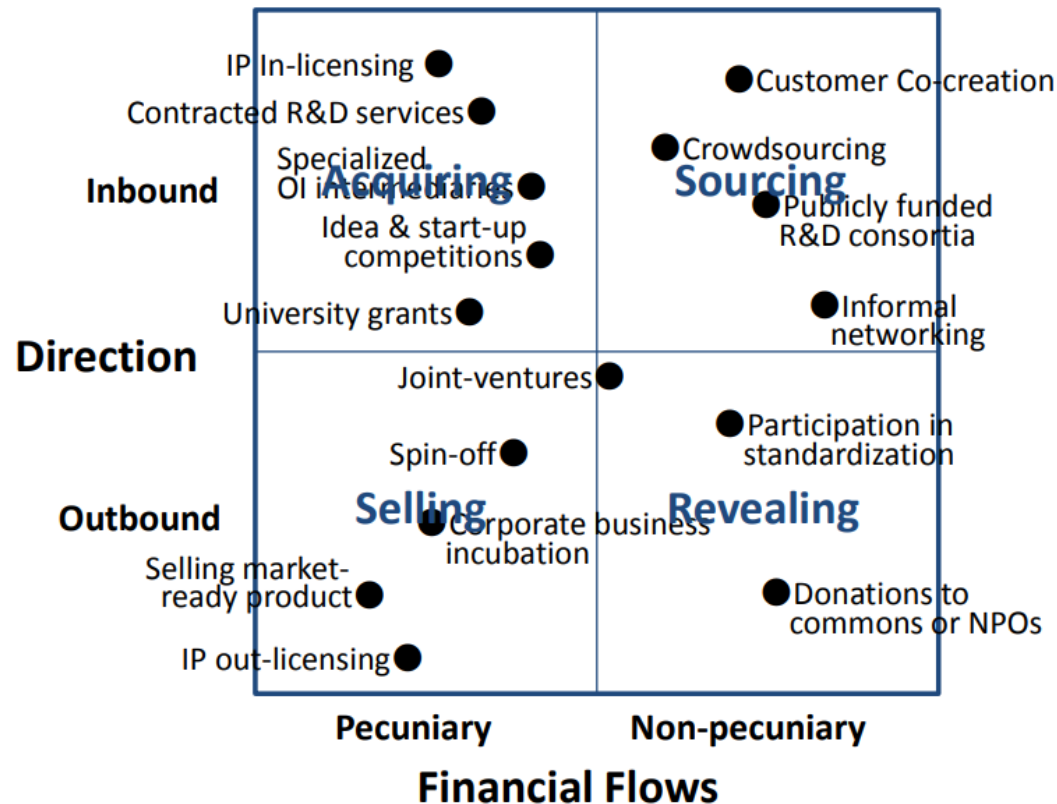 IP In-licensing
Customer Co-creation
Contracted R&D services
Crowdsourcing
Specialized
OI intermediaries
Acquiring
Sourcing
Inbound
Publicly funded
R&D consortia
Idea & start-up
competitions
University grants
Informal
networking
Direction
Joint-ventures
Participation in
standardization
Spin-off
Selling
Revealing
Outbound
Corporate business
incubation
Selling market-
ready product
Donations to
commons or NPOs
IP out-licensing
Pecuniary
Non-pecuniary
Financial Flows